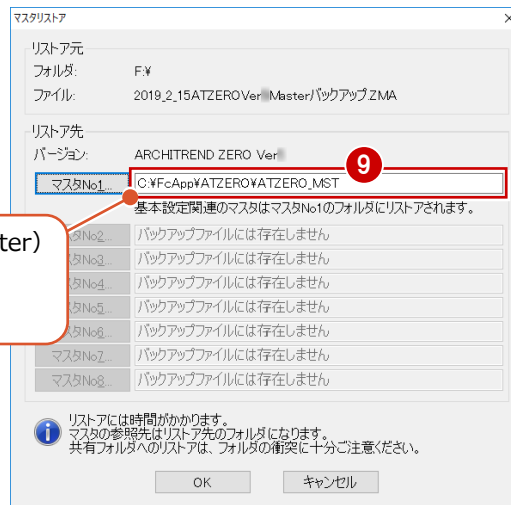 マスタリストア
リストア元
フォルダ: F:¥
ファイル: 2019_2_15ATZEROVer Masterバックアップ.ZMA
リストア先
バージョン: ARCHITREND ZERO Ver
9
マスタNo1... C:¥FcApp¥ATZERO¥ATZERO_MST
基本設定関連のマスタはマスタNo1のフォルダにリストアされます。
ter)
タNo2... バックアップファイルには存在しません
タNo3... バックアップファイルには存在しません
タNo4... バックアップファイルには存在しません
タNo5... バックアップファイルには存在しません
タNo6... バックアップファイルには存在しません
マスタNo7... バックアップファイルには存在しません
マスタNo8... バックアップファイルには存在しません
リストアには時間がかかります。
マスタの参照先はリストア先のフォルダになります。
共有フォルダへのリストアは、フォルダの衝突に十分ご注意ください。
OK キャンセル